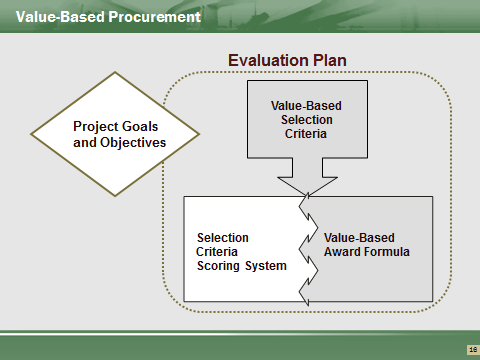 Value-Based Procurement
Evaluation Plan
Project Goals
and Objectives
Value-Based
Selection
Criteria
Selection
Criteria
Scoring System
Value-Based
Award Formula
16